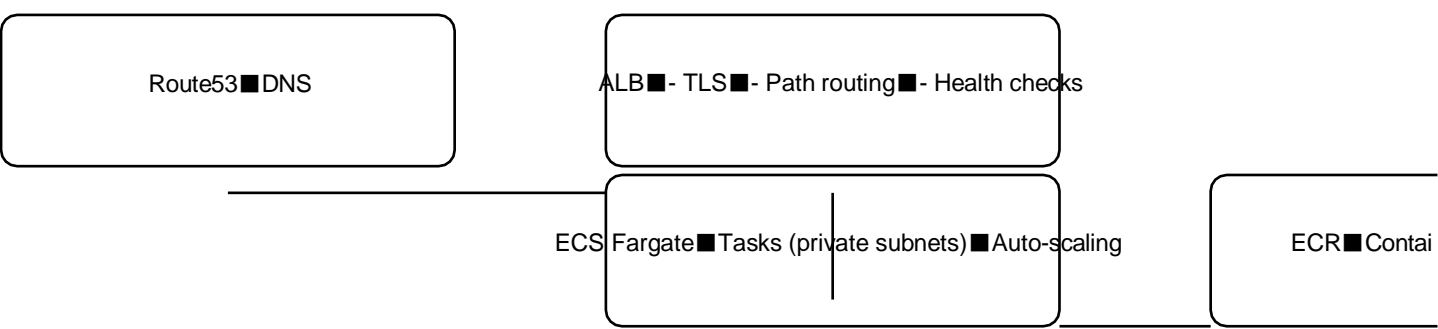 Route53■DNS
ALB■- TLS■- Path routing■- Health checks
ECS Fargate■Tasks (private subnets)■Auto-scaling
ECR■Contai